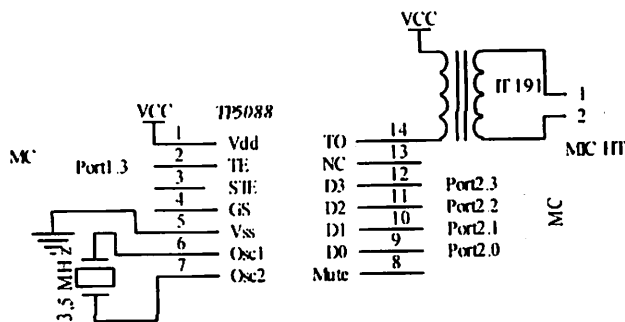 VCC
VCC TP5088
IT 191
1
2
MIC HT
MC
Port1.3
1 Vdd
2 TE
3 STE
4 GS
5 Vss
6 Osc1
7 Osc2
3.5 MHZ
TO 14
NC 13
D3 12 Port2.3
D2 11 Port2.2
D1 10 Port2.1
D0 9 Port2.0
Mute 8
MC